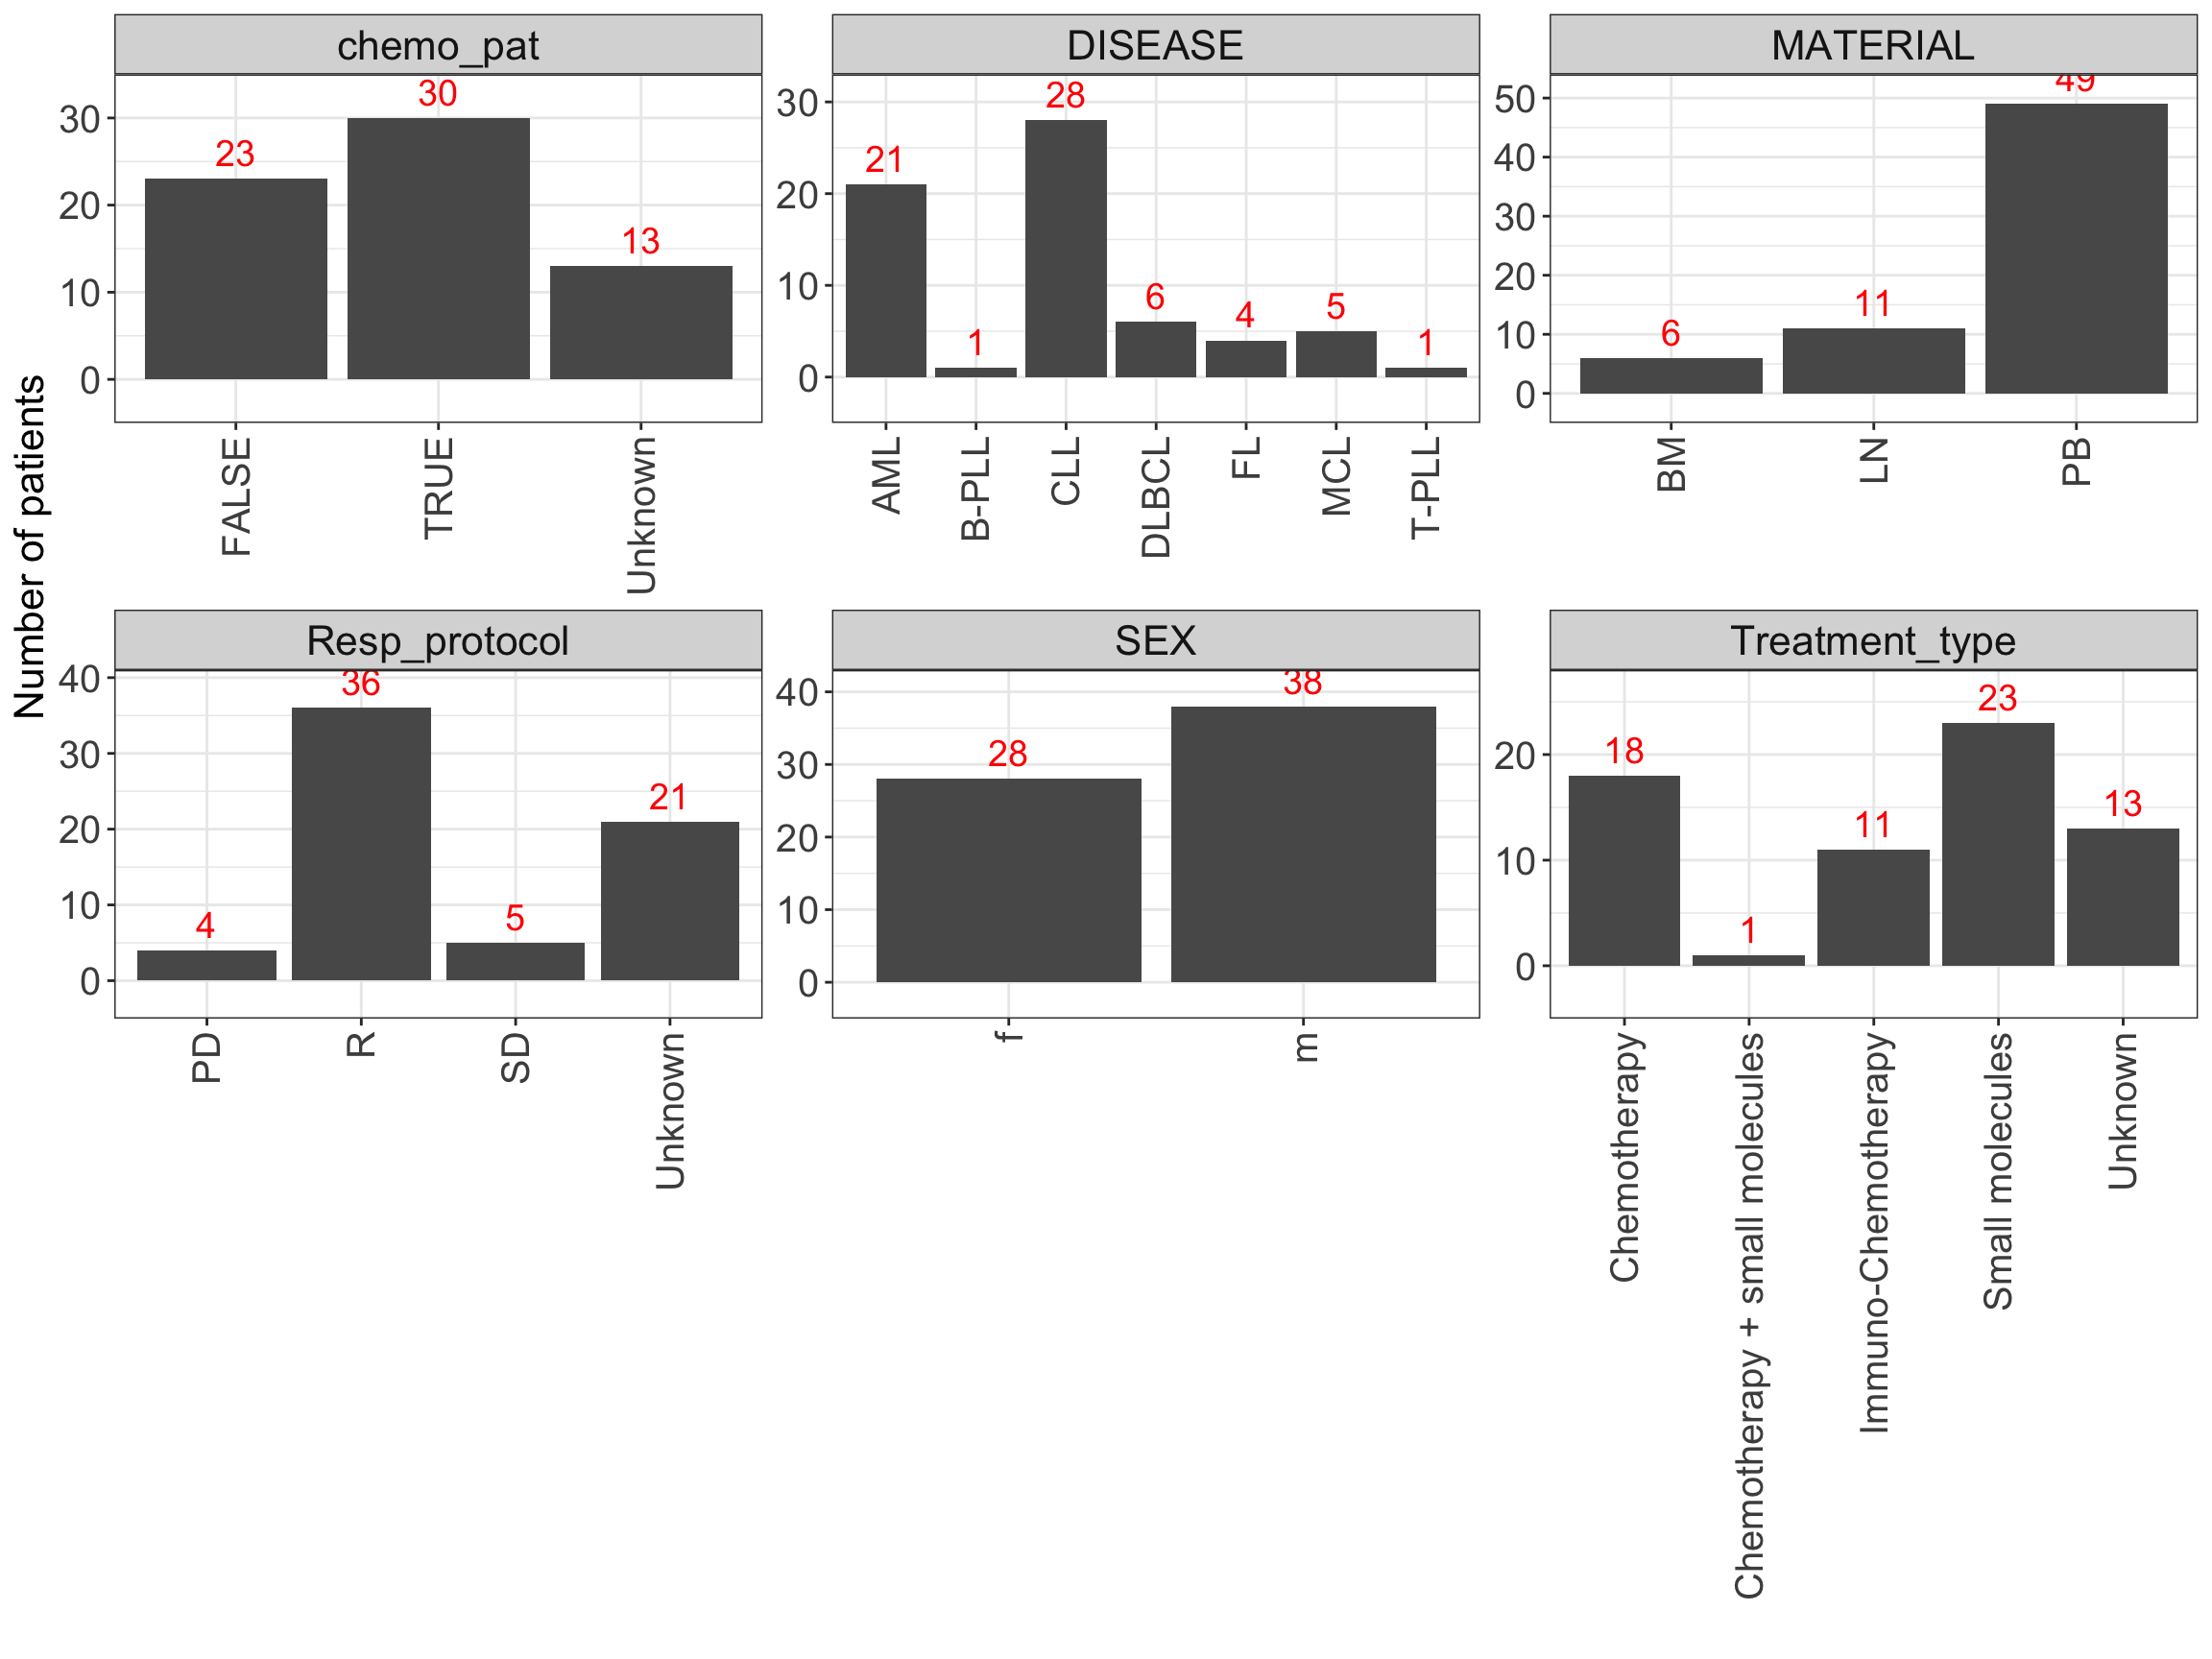 Number of patients
chemo_pat
30
20
10
0
23
30
13
FALSE
TRUE
Unknown
DISEASE
30
20
10
0
21
1
28
6
4
5
1
AML
B-PLL
CLL
DLBCL
FL
MCL
T-PLL
MATERIAL
50
40
30
20
10
0
6
11
49
BM
LN
PB
Resp_protocol
40
30
20
10
0
4
36
5
21
PD
R
SD
Unknown
SEX
40
30
20
10
0
28
38
f
m
Treatment_type
20
10
0
18
1
11
23
13
Chemotherapy
Chemotherapy + small molecules
Immuno-Chemotherapy
Small molecules
Unknown